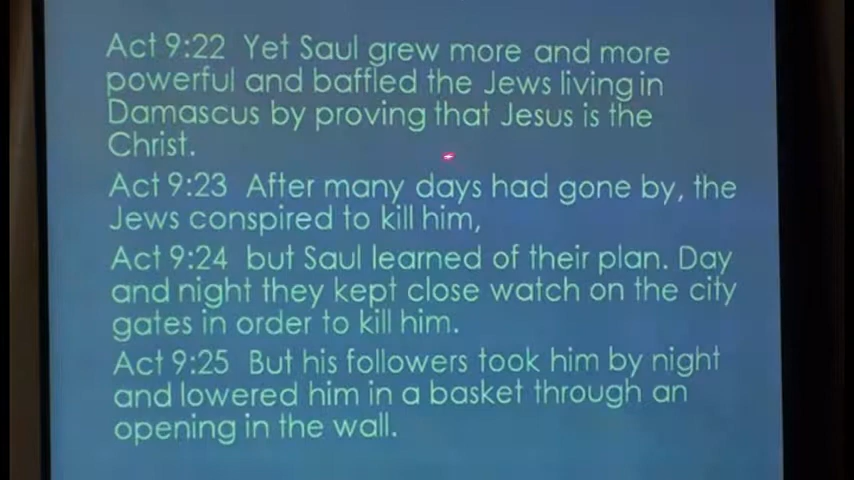 Act 9:22 Yet Saul grew more and more
powerful and baffled the Jews living in
Damascus by proving that Jesus is the
Christ.
Act 9:23 After many days had gone by, the
Jews conspired to kill him,
Act 9:24 but Saul learned of their plan. Day
and night they kept close watch on the city
gates in order to kill him.
Act 9:25 But his followers took him by night
and lowered him in a basket through an
opening in the wall.